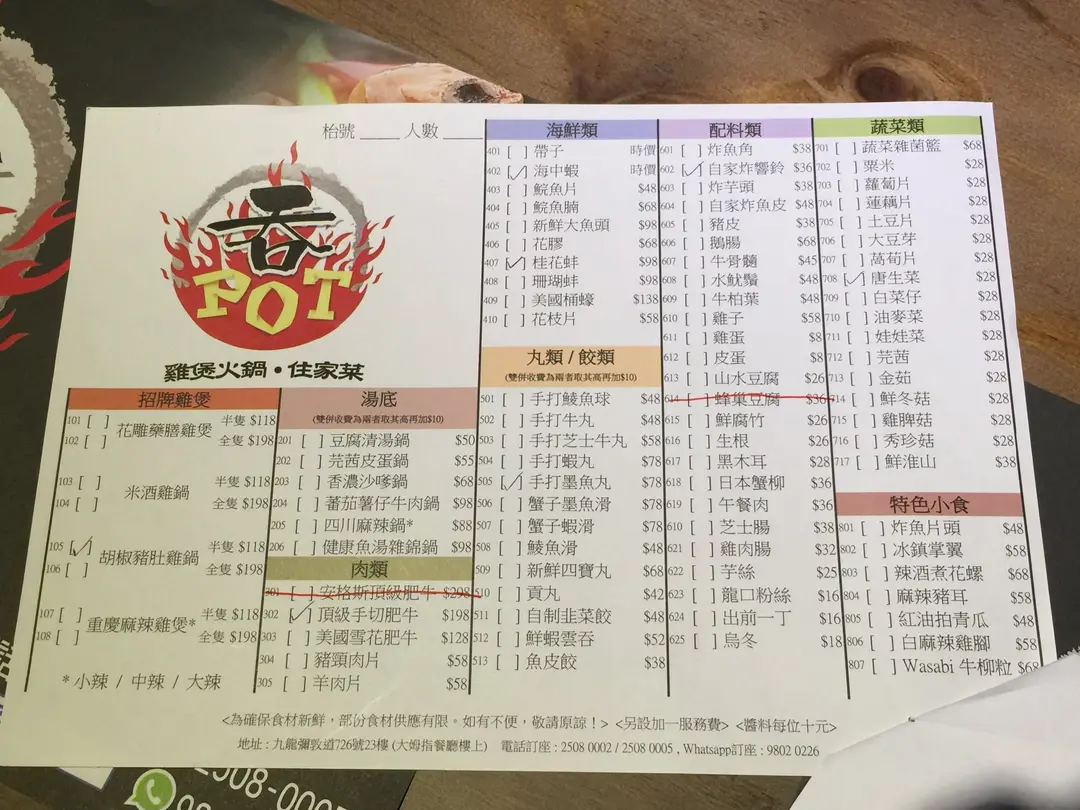 枱號____ 人數____
吞
POT
雞煲火鍋·住家菜
招牌雞煲
101 [ ] 花雕藥膳雞煲 半隻 $118
102 [ ] 全隻 $198
103 [ ] 米酒雞鍋 半隻 $118
104 [ ] 全隻 $198
105 [✓] 胡椒豬肚雞鍋 半隻 $118
106 [ ] 全隻 $198
107 [ ] 重慶麻辣雞煲* 半隻 $118
108 [ ] 全隻 $198
*小辣 / 中辣 / 大辣
湯底
(雙併收費為兩者取其高再加$10)
201 [ ] 豆腐清湯鍋 $50
202 [ ] 芫茜皮蛋鍋 $55
203 [ ] 香濃沙嗲鍋 $68
204 [ ] 蕃茄薯仔牛肉鍋 $98
205 [ ] 四川麻辣鍋* $88
206 [ ] 健康魚湯雜錦鍋 $98
肉類
301 [ ] 安格斯頂級肥牛 $298
302 [✓] 頂級手切肥牛 $198
303 [ ] 美國雪花肥牛 $128
304 [ ] 豬頸肉片 $58
305 [ ] 羊肉片 $58
海鮮類
401 [ ] 帶子 時價
402 [✓] 海中蝦 時價
403 [ ] 鯇魚片 $48
404 [ ] 鯇魚腩 $68
405 [ ] 新鮮大魚頭 $98
406 [ ] 花膠 $68
407 [✓] 桂花蚌 $98
408 [ ] 珊瑚蚌 $98
409 [ ] 美國桶蠔 $138
410 [ ] 花枝片 $58
丸類 / 餃類
(雙併收費為兩者取其高再加$10)
501 [ ] 手打鯪魚球 $48
502 [ ] 手打牛丸 $48
503 [ ] 手打芝士牛丸 $58
504 [ ] 手打蝦丸 $78
505 [✓] 手打墨魚丸 $78
506 [ ] 蟹子墨魚滑 $78
507 [ ] 蟹子蝦滑 $78
508 [ ] 鯪魚滑 $48
509 [ ] 新鮮四寶丸 $68
510 [ ] 貢丸 $42
511 [ ] 自制韭菜餃 $48
512 [ ] 鮮蝦雲吞 $52
513 [ ] 魚皮餃 $38
配料類
601 [ ] 炸魚角 $38
602 [✓] 自家炸響鈴 $36
603 [ ] 炸芋頭 $38
604 [ ] 自家炸魚皮 $48
605 [ ] 豬皮 $38
606 [ ] 鵝腸 $68
607 [ ] 牛骨髓 $45
608 [ ] 水魷鬚 $48
609 [ ] 牛柏葉 $48
610 [ ] 雞子 $58
611 [ ] 雞蛋 $8
612 [ ] 皮蛋 $8
613 [ ] 山水豆腐 $26
614 [ ] 蜂巢豆腐 $36
615 [ ] 鮮腐竹 $26
616 [ ] 生根 $26
617 [ ] 黑木耳 $28
618 [ ] 日本蟹柳 $36
619 [ ] 午餐肉 $36
610 [ ] 芝士腸 $38
621 [ ] 雞肉腸 $32
622 [ ] 芋絲 $25
623 [ ] 龍口粉絲 $16
624 [ ] 出前一丁 $16
625 [ ] 烏冬 $18
蔬菜類
701 [ ] 蔬菜雜菌籃 $68
702 [ ] 粟米 $28
703 [ ] 蘿蔔片 $28
704 [ ] 蓮藕片 $28
705 [ ] 土豆片 $28
706 [ ] 大豆芽 $28
707 [ ] 萵筍片 $28
708 [✓] 唐生菜 $28
709 [ ] 白菜仔 $28
710 [ ] 油麥菜 $28
711 [ ] 娃娃菜 $28
712 [ ] 芫茜 $28
713 [ ] 金茹 $28
714 [ ] 鮮冬菇 $28
715 [ ] 雞脾菇 $28
716 [ ] 秀珍菇 $28
717 [ ] 鮮淮山 $38
特色小食
801 [ ] 炸魚片頭 $48
802 [ ] 冰鎮掌翼 $58
803 [ ] 辣酒煮花螺 $68
804 [ ] 麻辣豬耳 $58
805 [ ] 紅油拍青瓜 $48
806 [ ] 白麻辣雞腳 $58
807 [ ] Wasabi 牛柳粒 $68
<為確保食材新鮮，部份食材供應有限。如有不便，敬請原諒！> <另設加一服務費> <醬料每位十元>
地址 : 九龍彌敦道726號23樓 (大姆指餐廳樓上) 電話訂座 : 2508 0002 / 2508 0005 , Whatsapp訂座 : 9802 0226
2508-000